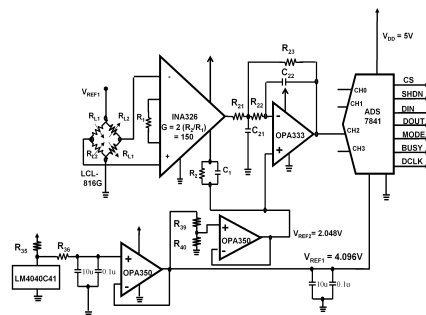 V_DD = 5V
R_23
C_22
V_REF1
R_L1
R_L2
R_L2
R_L1
LCL-
816G
R_1
-
+
INA326
G = 2 (R_2/R_1)
= 150
R_21
R_22
C_21
-
+
OPA333
R_2
C_1
CH0
CH1
CH2
CH3
ADS
7841
CS
SHDN
DIN
DOUT
MODE
BUSY
DCLK
R_39
R_40
+
-
OPA350
V_REF2 = 2.048V
R_35
R_36
LM4040C41
10u
0.1u
+
-
OPA350
V_REF1 = 4.096V
10u
0.1u